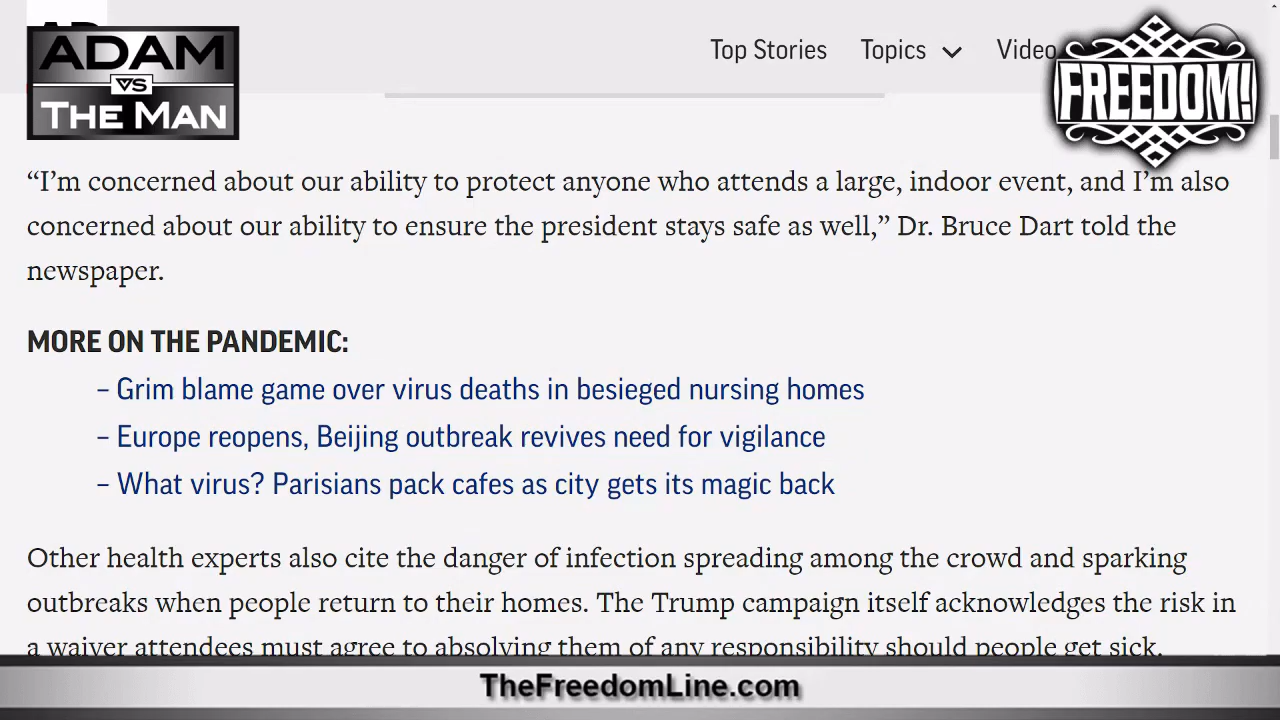 AP
Top Stories Topics Video
ADAM
VS
THE MAN
FREEDOM!
“I’m concerned about our ability to protect anyone who attends a large, indoor event, and I’m also
concerned about our ability to ensure the president stays safe as well,” Dr. Bruce Dart told the
newspaper.
MORE ON THE PANDEMIC:
– Grim blame game over virus deaths in besieged nursing homes
– Europe reopens, Beijing outbreak revives need for vigilance
– What virus? Parisians pack cafes as city gets its magic back
Other health experts also cite the danger of infection spreading among the crowd and sparking
outbreaks when people return to their homes. The Trump campaign itself acknowledges the risk in
a waiver attendees must agree to absolving them of any responsibility should people get sick.
TheFreedomLine.com